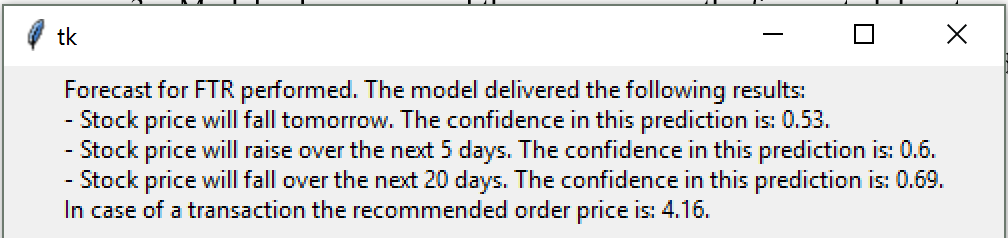 tk
Forecast for FTR performed. The model delivered the following results:
- Stock price will fall tomorrow. The confidence in this prediction is: 0.53.
- Stock price will raise over the next 5 days. The confidence in this prediction is: 0.6.
- Stock price will fall over the next 20 days. The confidence in this prediction is: 0.69.
In case of a transaction the recommended order price is: 4.16.